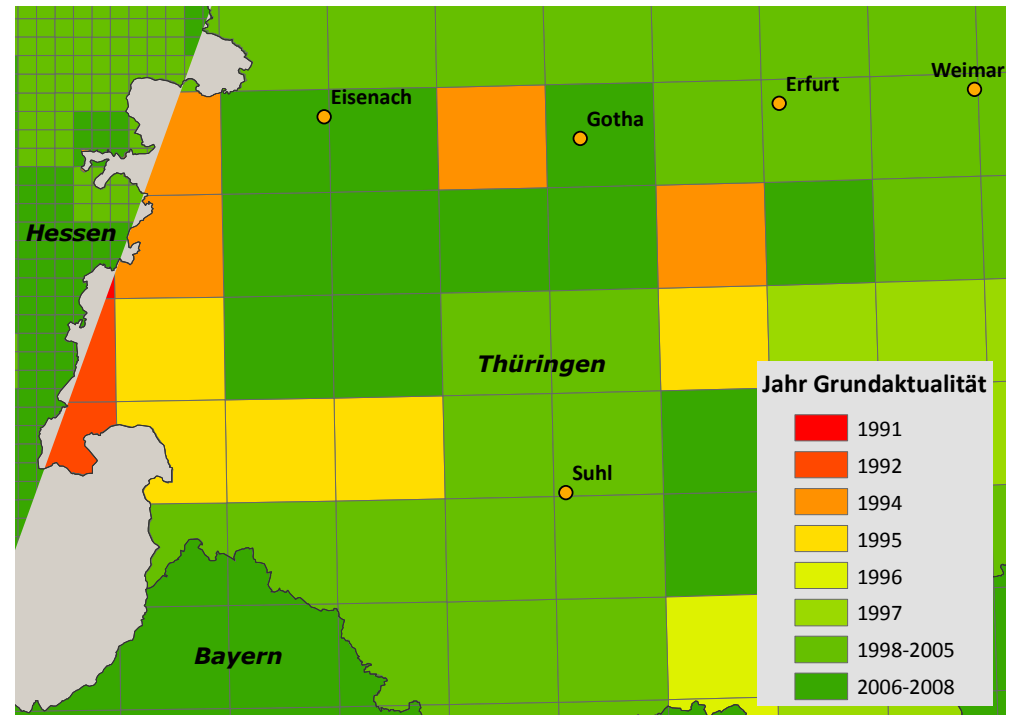 Weimar
Erfurt
Eisenach
Gotha
Hessen
Thüringen
Suhl
Bayern
Jahr Grundaktualität
1991
1992
1994
1995
1996
1997
1998-2005
2006-2008